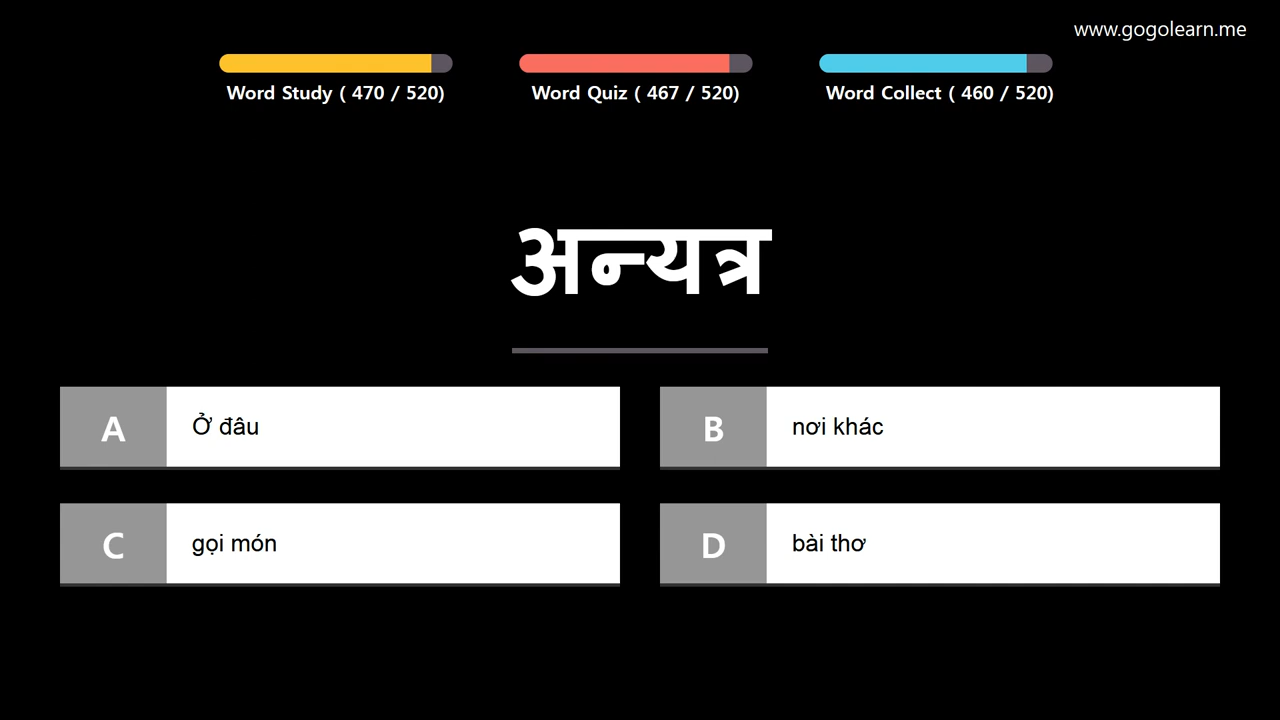 www.gogolearn.me
Word Study ( 470 / 520)
Word Quiz ( 467 / 520)
Word Collect ( 460 / 520)
अन्यत्र
A
Ở đâu
B
nơi khác
C
gọi món
D
bài thơ